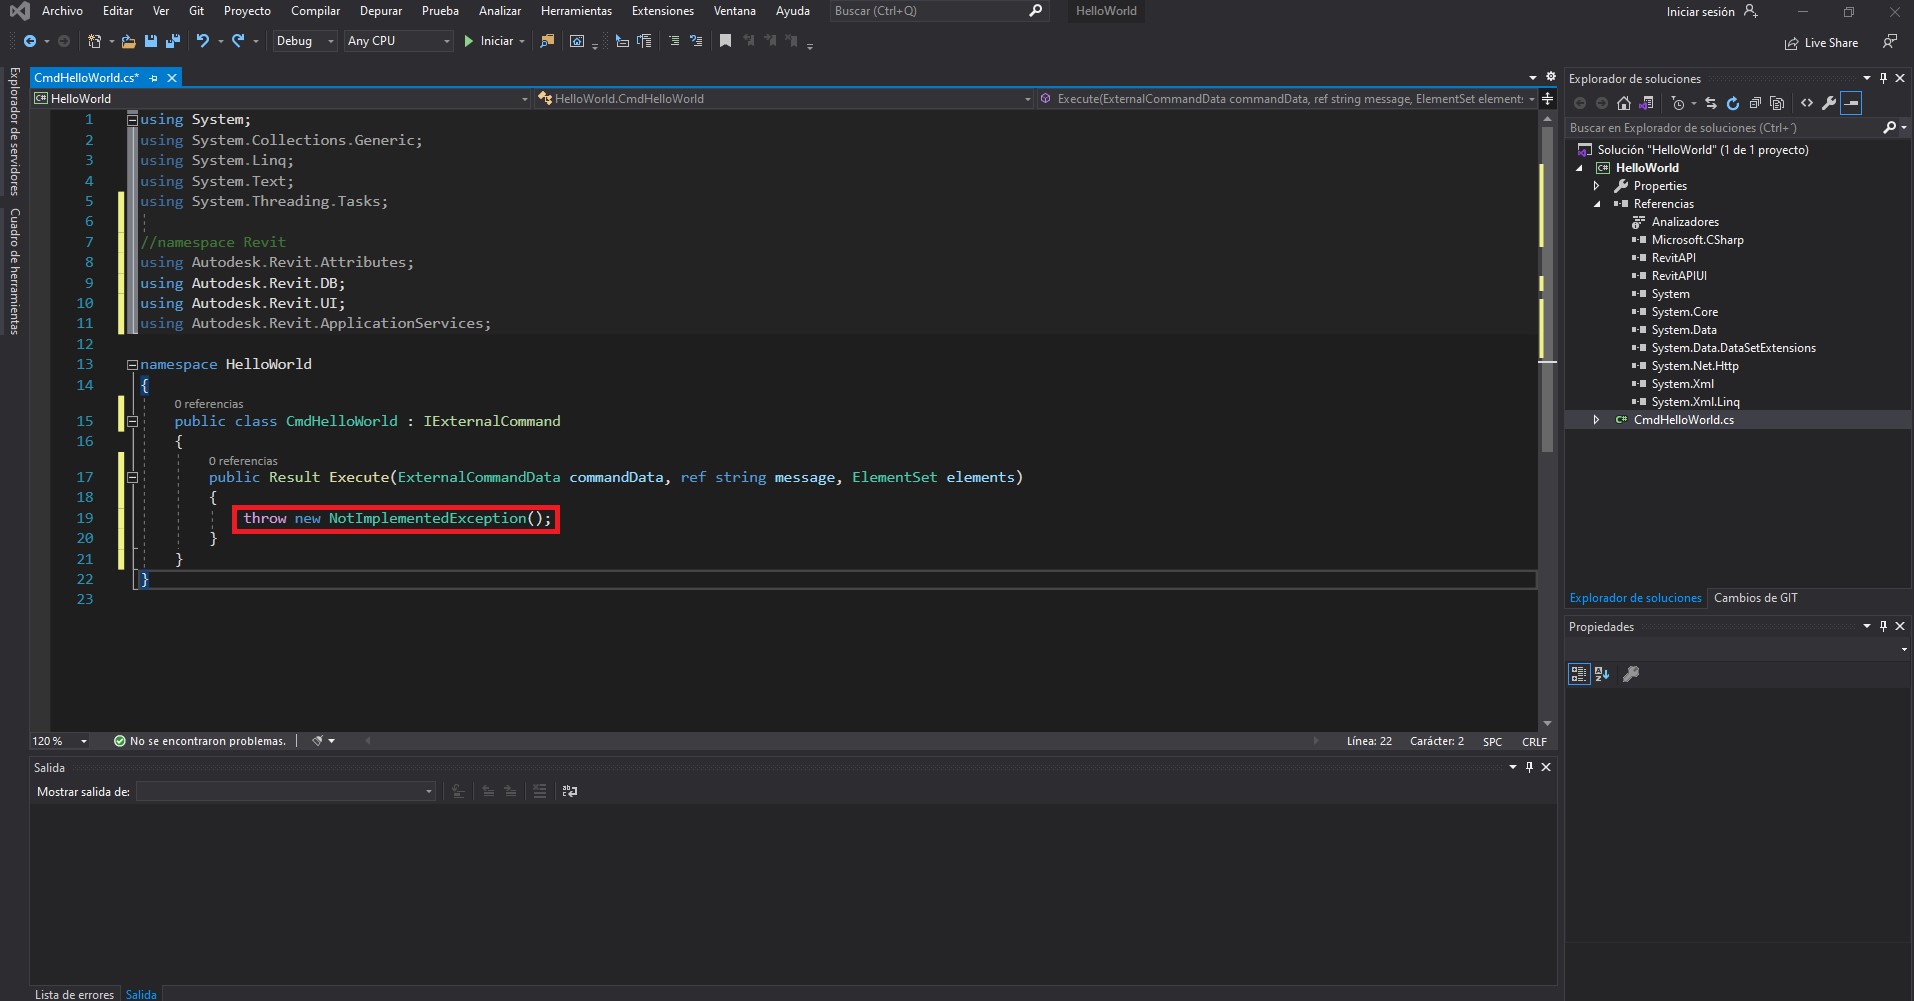 Archivo Editar Ver Git Proyecto Compilar Depurar Prueba Analizar Herramientas Extensiones Ventana Ayuda Buscar (Ctrl+Q) HelloWorld Iniciar sesión
Debug Any CPU Iniciar Live Share
Explorador de servidores
Cuadro de herramientas
CmdHelloWorld.cs*
C# HelloWorld HelloWorld.CmdHelloWorld Execute(ExternalCommandData commandData, ref string message, ElementSet elements
1 using System;
2 using System.Collections.Generic;
3 using System.Linq;
4 using System.Text;
5 using System.Threading.Tasks;
6
7 //namespace Revit
8 using Autodesk.Revit.Attributes;
9 using Autodesk.Revit.DB;
10 using Autodesk.Revit.UI;
11 using Autodesk.Revit.ApplicationServices;
12
13 namespace HelloWorld
14 {
0 referencias
15 public class CmdHelloWorld : IExternalCommand
16 {
0 referencias
17 public Result Execute(ExternalCommandData commandData, ref string message, ElementSet elements)
18 {
19 throw new NotImplementedException();
20 }
21 }
22 }
23
120 % No se encontraron problemas. Línea: 22 Carácter: 2 SPC CRLF
Salida
Mostrar salida de:
Lista de errores Salida
Explorador de soluciones
Buscar en Explorador de soluciones (Ctrl+´)
Solución "HelloWorld" (1 de 1 proyecto)
C# HelloWorld
Properties
Referencias
Analizadores
Microsoft.CSharp
RevitAPI
RevitAPIUI
System
System.Core
System.Data
System.Data.DataSetExtensions
System.Net.Http
System.Xml
System.Xml.Linq
C# CmdHelloWorld.cs
Explorador de soluciones Cambios de GIT
Propiedades